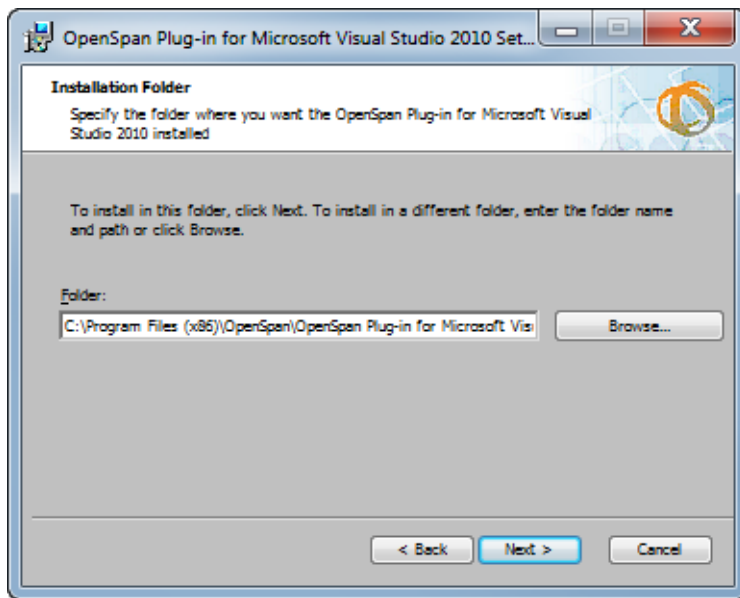 OpenSpan Plug-in for Microsoft Visual Studio 2010 Set...
Installation Folder
Specify the folder where you want the OpenSpan Plug-in for Microsoft Visual
Studio 2010 installed
To install in this folder, click Next. To install in a different folder, enter the folder name
and path or click Browse.
Folder:
C:\Program Files (x86)\OpenSpan\OpenSpan Plug-in for Microsoft Vis
Browse...
< Back
Next >
Cancel